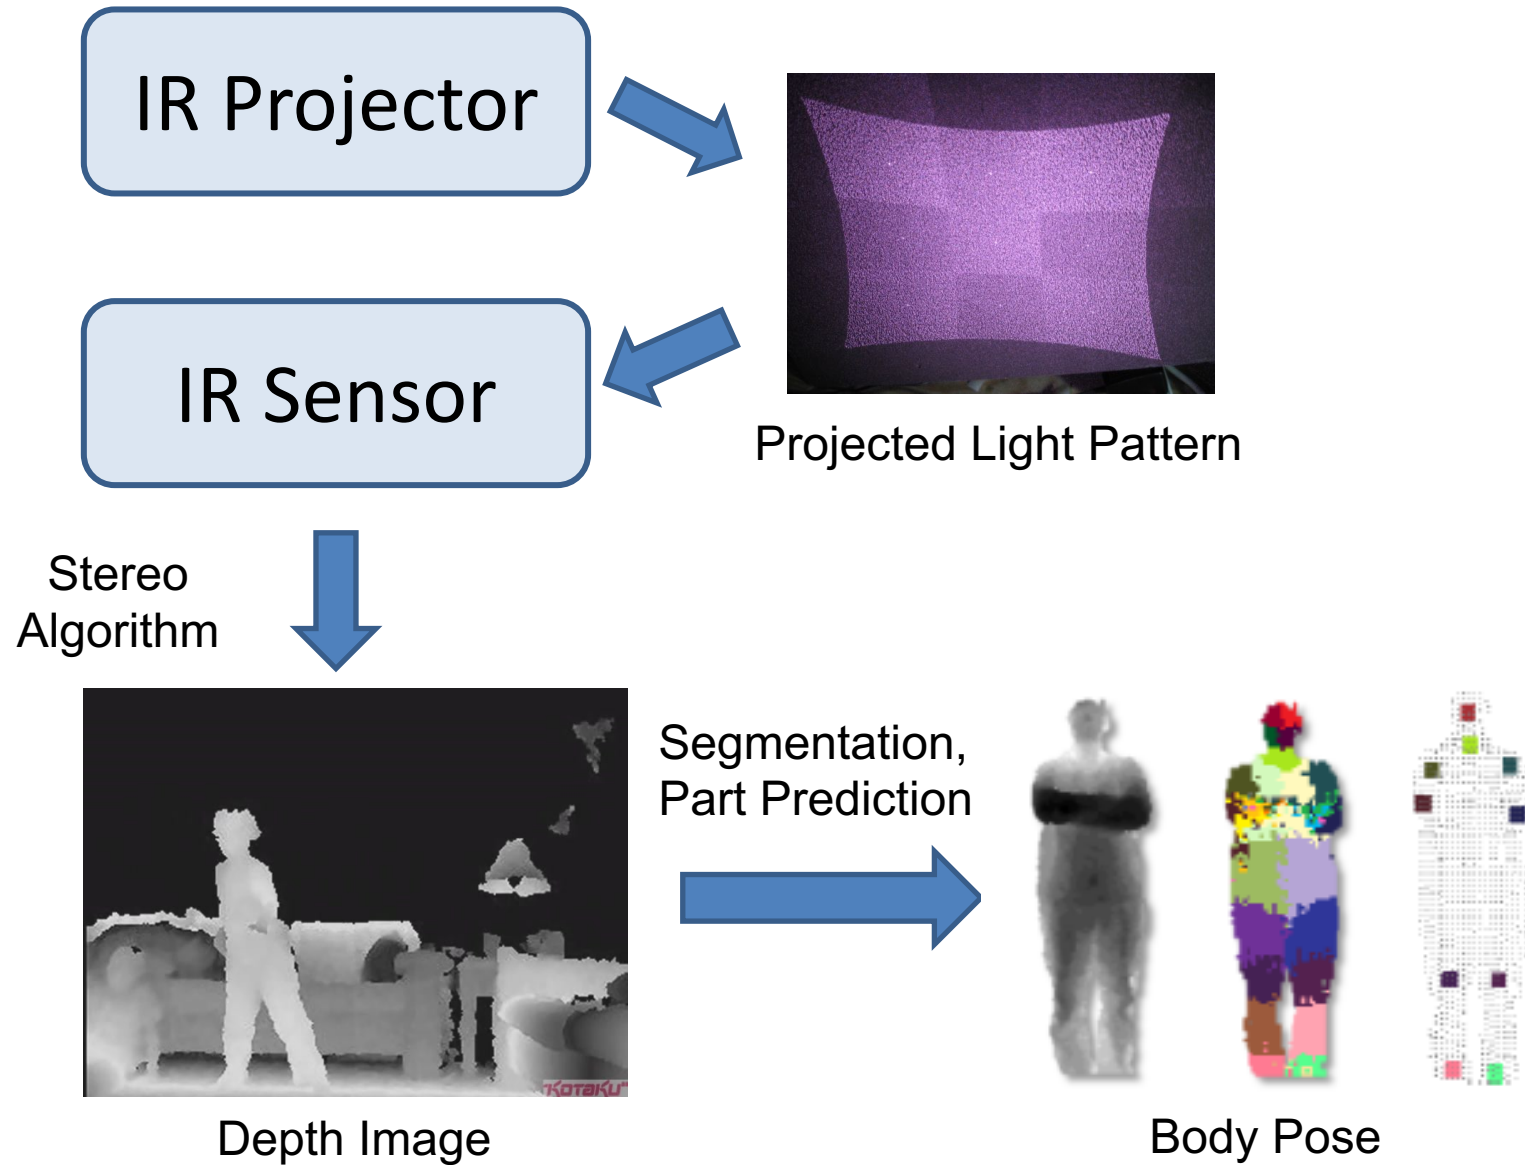 IR Projector
IR Sensor
Projected Light Pattern
Stereo
Algorithm
Segmentation,
Part Prediction
KOTAKU
Depth Image
Body Pose